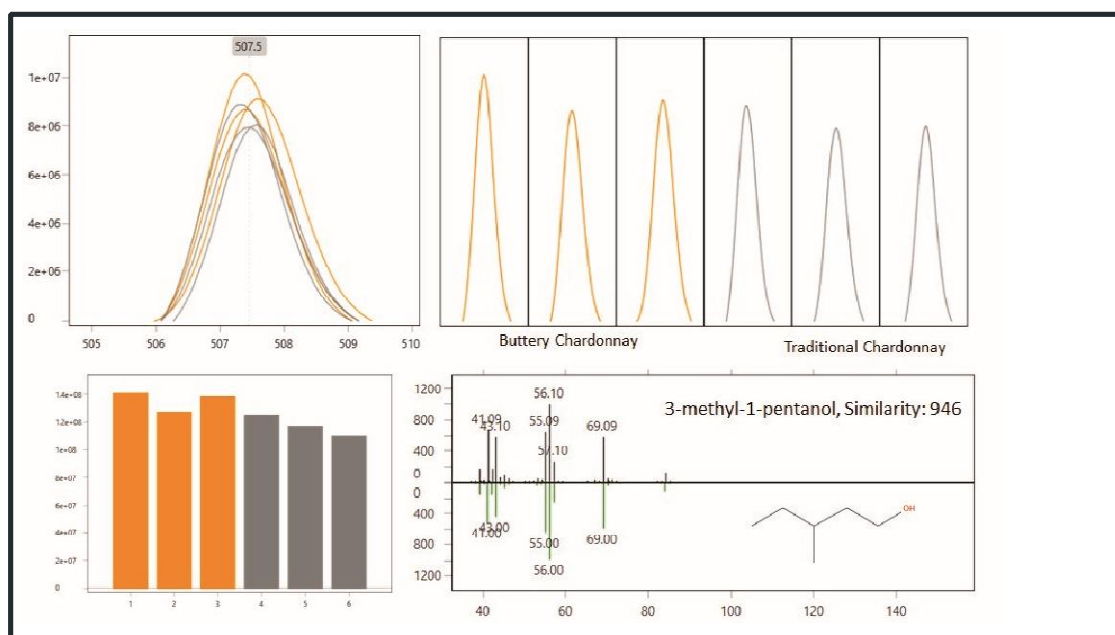 507.5
1e+07
8e+06
6e+06
4e+06
2e+06
0
505 506 507 508 509 510
Buttery Chardonnay
Traditional Chardonnay
1.4e+08
1.2e+08
1e+08
8e+07
6e+07
4e+07
2e+07
0
1 2 3 4 5 6
3-methyl-1-pentanol, Similarity: 946
1200
800
400
0
0
400
800
1200
56.10
41.09
43.10
55.09
57.10
69.09
OH
43.00
41.00
55.00
69.00
56.00
40 60 80 100 120 140